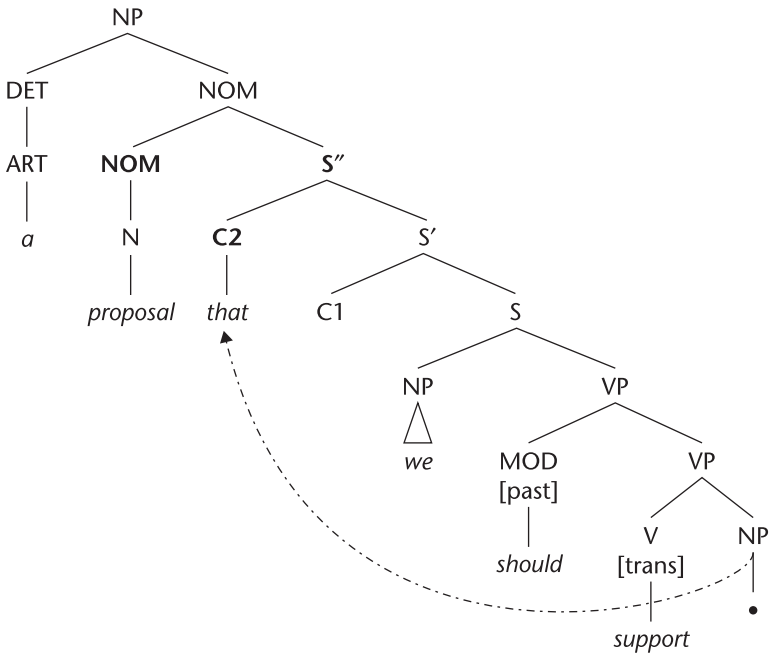 NP
DET NOM
ART NOM S″
a N C2 S′
proposal that C1 S
NP VP
we MOD VP
[past] V NP
should [trans]
support